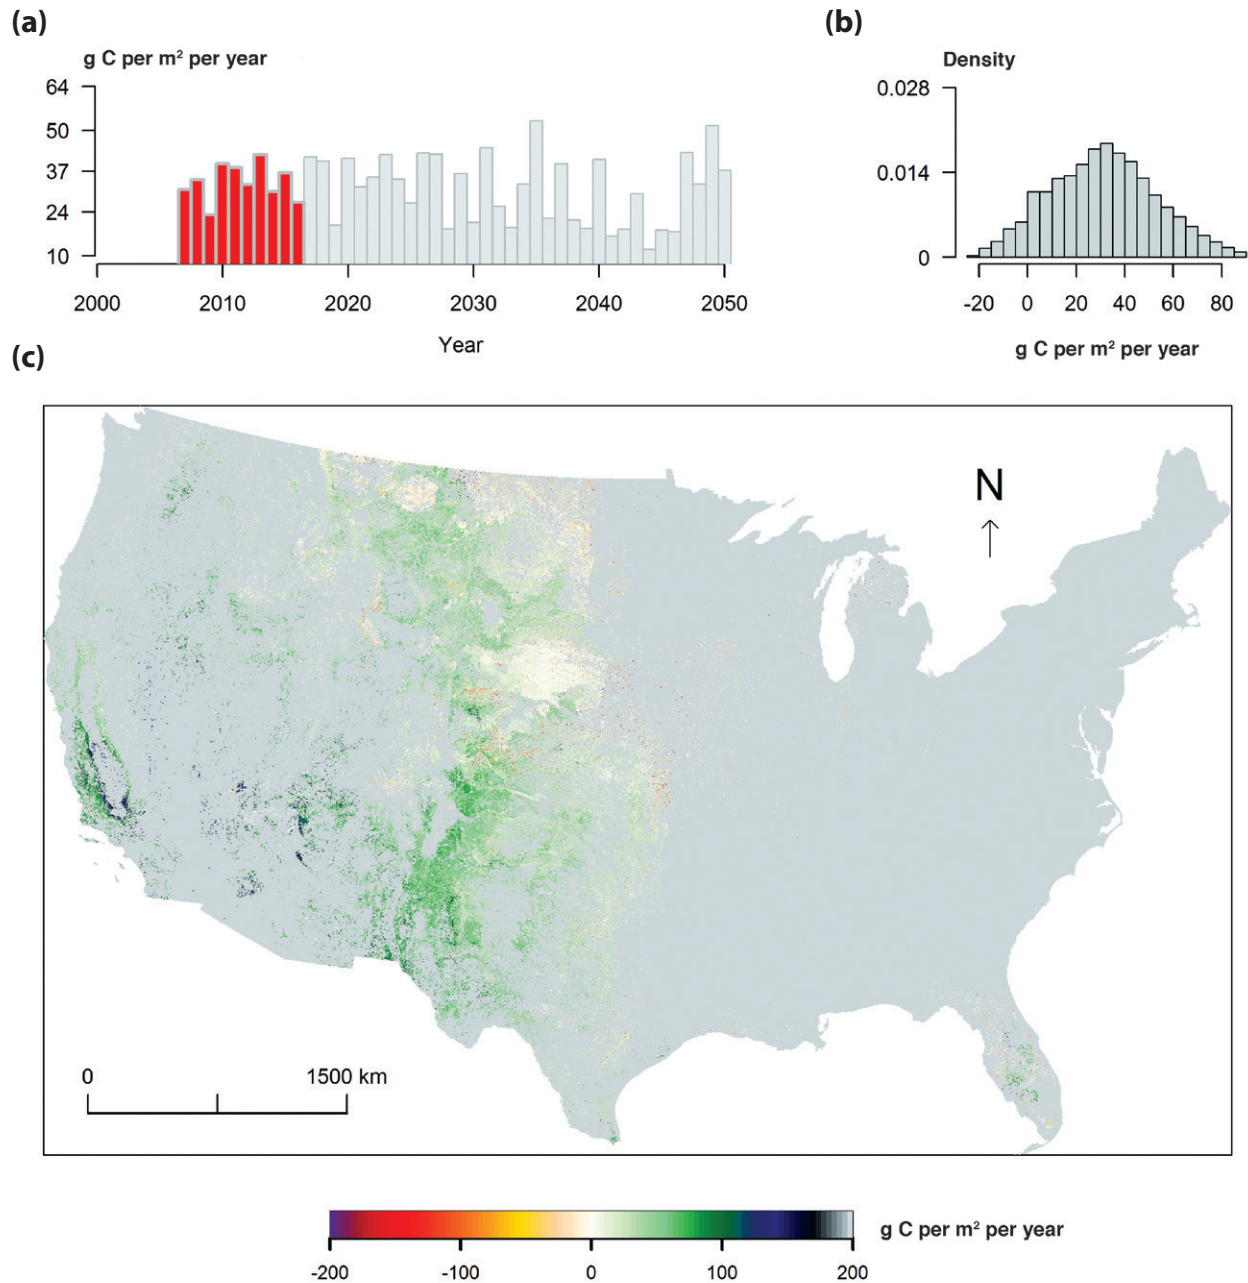 (a)
g C per m² per year
64
50
37
24
10
2000 2010 2020 2030 2040 2050
Year
(b)
Density
0.028
0.014
0
-20 0 20 40 60 80
g C per m² per year
(c)
N
0 1500 km
g C per m² per year
-200 -100 0 100 200